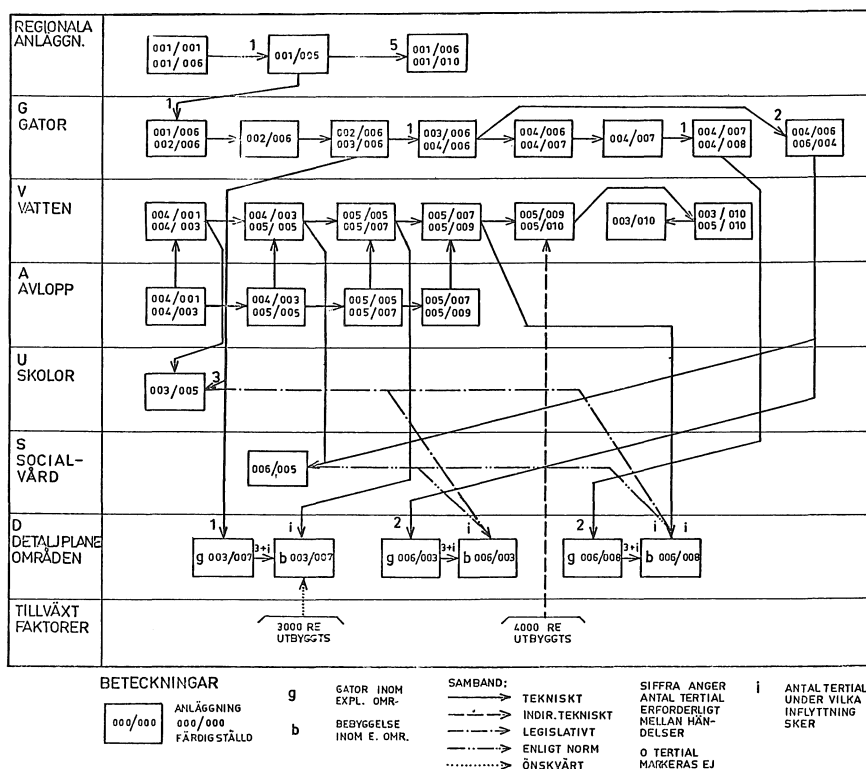 REGIONALA
ANLÄGGN.
001/001
001/006
1
001/005
5
001/006
001/010
1
G
GATOR
001/006
002/006
002/006
002/006
003/006
1
003/006
004/006
004/006
004/007
004/007
1
004/007
004/008
2
004/006
006/004
V
VATTEN
004/001
004/003
004/003
005/005
005/005
005/007
005/007
005/009
005/009
005/010
003/010
003/010
005/010
A
AVLOPP
004/001
004/003
004/003
005/005
005/005
005/007
005/007
005/009
U
SKOLOR
003/005
3
S
SOCIAL-
VÅRD
006/005
D
DETALJPLANE
OMRÅDEN
1
g 003/007
3+i
i
b 003/007
2
g 006/003
3+i
i
b 006/003
2
g 006/008
3+i
i
i
b 006/008
TILLVÄXT
FAKTORER
3000 RE
UTBYGGTS
4000 RE
UTBYGGTS
BETECKNINGAR
000/000
ANLÄGGNING
000/000
FÄRDIGSTÄLLD
g
GATOR INOM
EXPL. OMR-
b
BEBYGGELSE
INOM E. OMR.
SAMBAND:
TEKNISKT
INDIR. TEKNISKT
LEGISLATIVT
ENLIGT NORM
ÖNSKVÄRT
SIFFRA ANGER
ANTAL TERTIAL
ERFORDERLIGT
MELLAN HÄN-
DELSER
0 TERTIAL
MARKERAS EJ
i
ANTAL TERTIAL
UNDER VILKA
INFLYTTNING
SKER